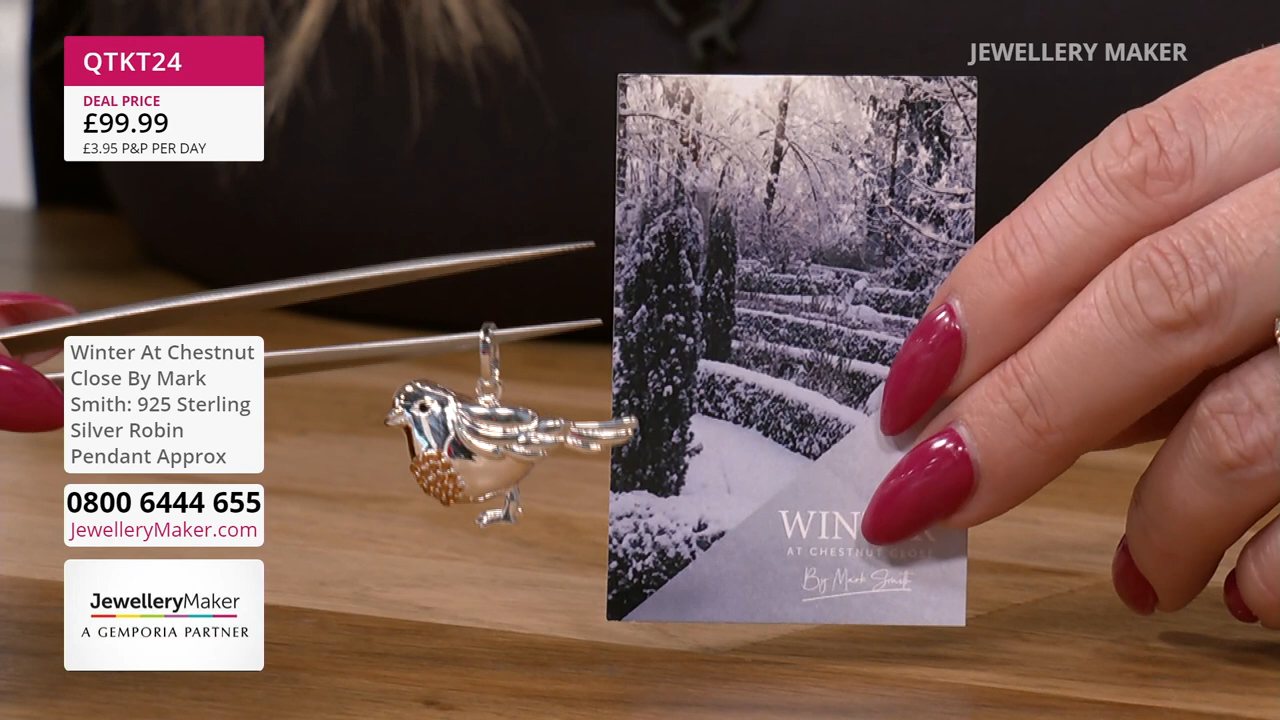 QTKT24
DEAL PRICE
£99.99
£3.95 P&P PER DAY
JEWELLERY MAKER
Winter At Chestnut
Close By Mark
Smith: 925 Sterling
Silver Robin
Pendant Approx
0800 6444 655
JewelleryMaker.com
JewelleryMaker
A GEMPORIA PARTNER
AT CHESTNUT CLOSE
By Mark Smith